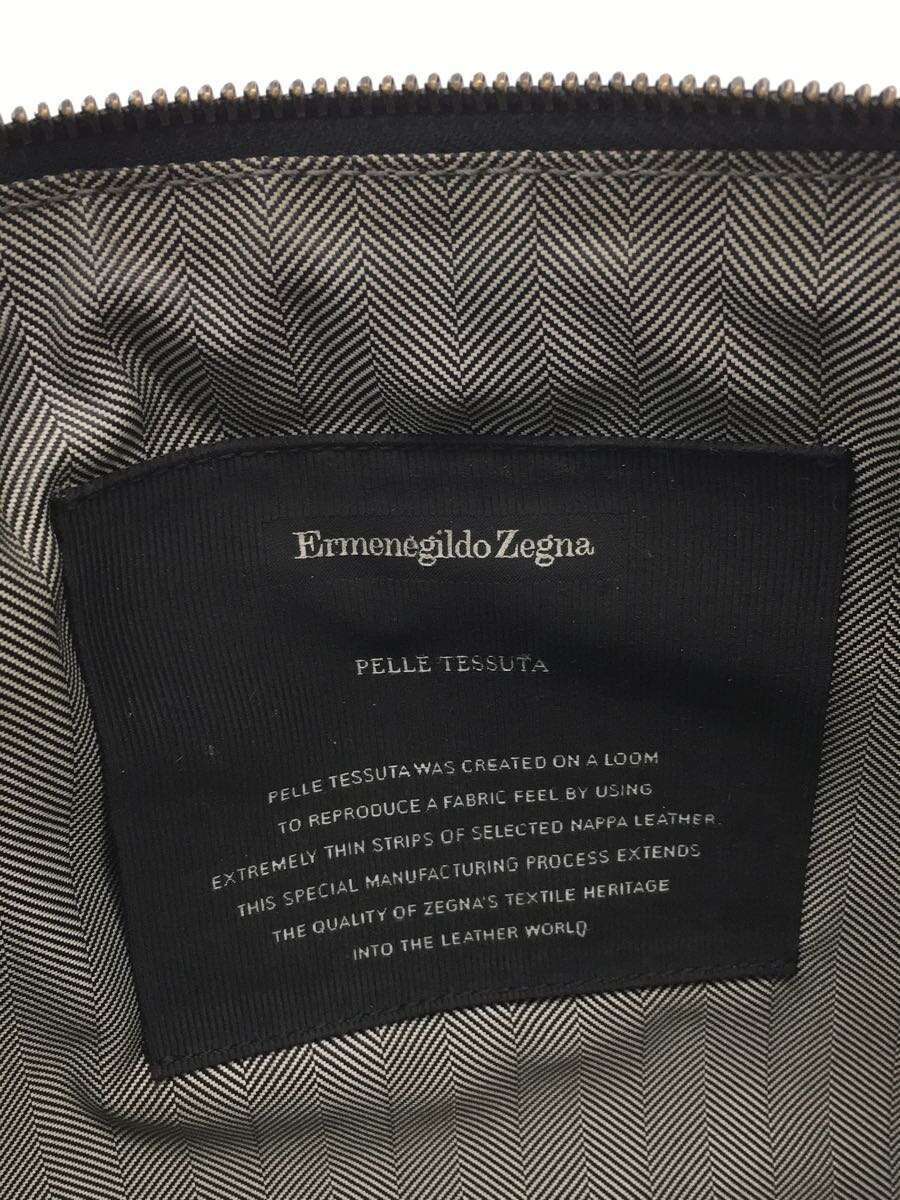 Ermenegildo Zegna
PELLE TESSUTA
PELLE TESSUTA WAS CREATED ON A LOOM
TO REPRODUCE A FABRIC FEEL BY USING
EXTREMELY THIN STRIPS OF SELECTED NAPPA LEATHER.
THIS SPECIAL MANUFACTURING PROCESS EXTENDS
THE QUALITY OF ZEGNA'S TEXTILE HERITAGE
INTO THE LEATHER WORLD